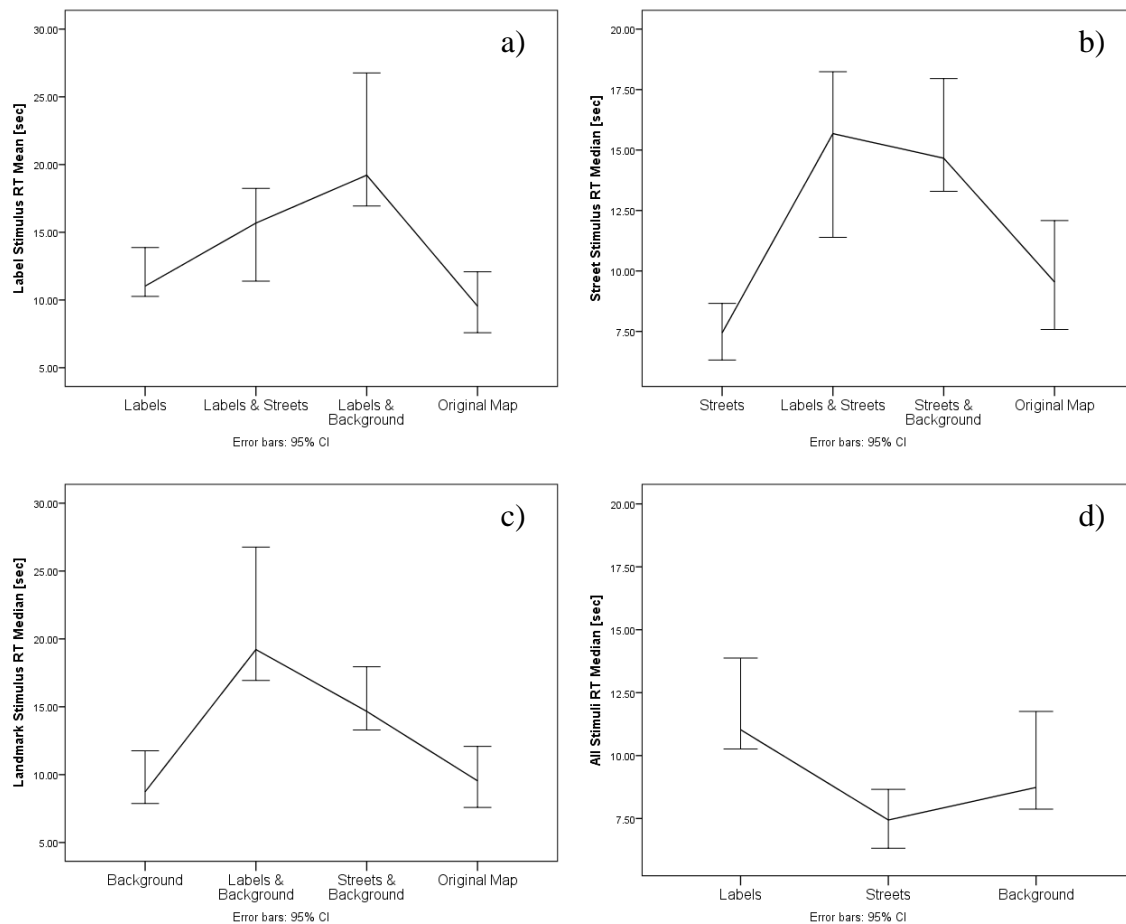 a)
Label Stimulus RT Mean [sec]
30.00
25.00
20.00
15.00
10.00
5.00
Labels
Labels & Streets
Labels &
Background
Original Map
Error bars: 95% CI
b)
Street Stimulus RT Median [sec]
20.00
17.50
15.00
12.50
10.00
7.50
Streets
Labels & Streets
Streets &
Background
Original Map
Error bars: 95% CI
c)
Landmark Stimulus RT Median [sec]
30.00
25.00
20.00
15.00
10.00
5.00
Background
Labels &
Background
Streets &
Background
Original Map
Error bars: 95% CI
d)
All Stimuli RT Median [sec]
20.00
17.50
15.00
12.50
10.00
7.50
Labels
Streets
Background
Error bars: 95% CI